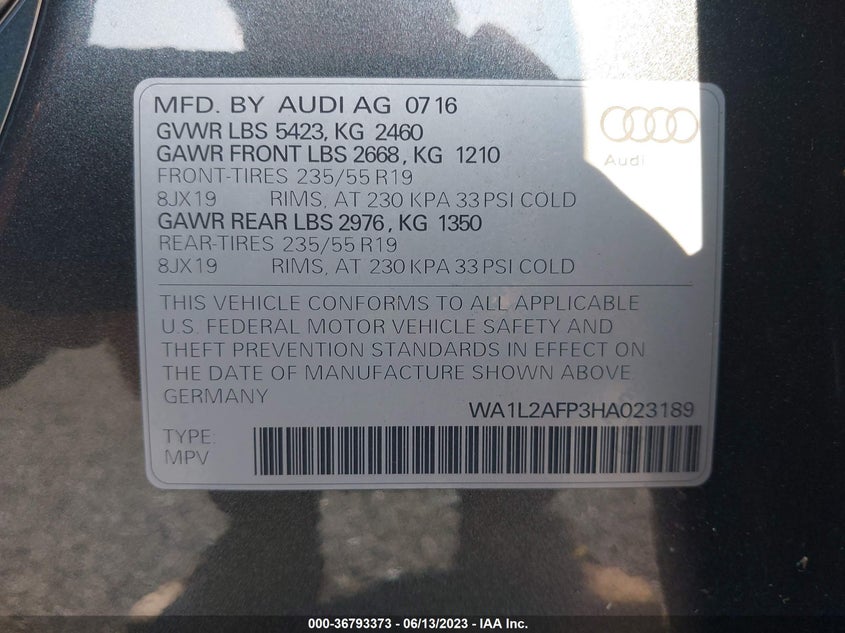 MFD. BY AUDI AG 07 16
GVWR LBS 5423, KG 2460
GAWR FRONT LBS 2668, KG 1210
FRONT-TIRES 235/55 R19
8JX19 RIMS, AT 230 KPA 33 PSI COLD
GAWR REAR LBS 2976, KG 1350
REAR-TIRES 235/55 R19
8JX19 RIMS, AT 230 KPA 33 PSI COLD
Audi
THIS VEHICLE CONFORMS TO ALL APPLICABLE
U.S. FEDERAL MOTOR VEHICLE SAFETY AND
THEFT PREVENTION STANDARDS IN EFFECT ON
THE DATE OF MANUFACTURE SHOWN ABOVE
GERMANY
WA1L2AFP3HA023189
TYPE:
MPV
000-36793373 - 06/13/2023 - IAA Inc.